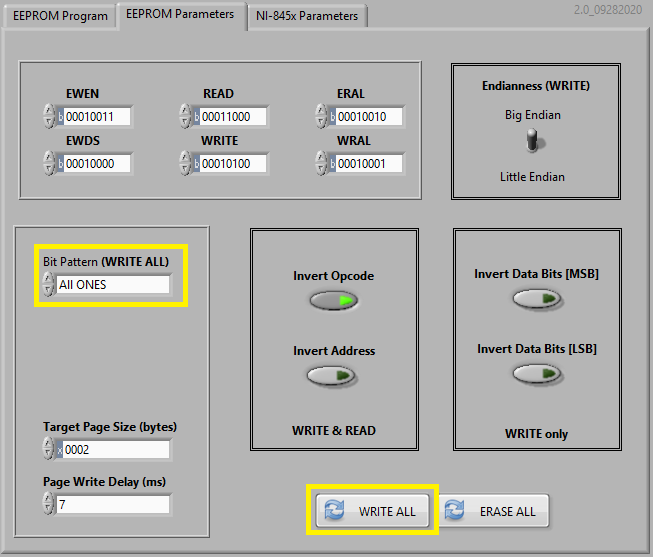 EEPROM Program EEPROM Parameters NI-845x Parameters 2.0_09282020
EWEN READ ERAL
b 00010011 b 00011000 b 00010010
EWDS WRITE WRAL
b 00010000 b 00010100 b 00010001
Endianness (WRITE)
Big Endian
Little Endian
Bit Pattern (WRITE ALL)
All ONES
Target Page Size (bytes)
x 0002
Page Write Delay (ms)
7
Invert Opcode
Invert Address
WRITE & READ
Invert Data Bits [MSB]
Invert Data Bits [LSB]
WRITE only
WRITE ALL ERASE ALL